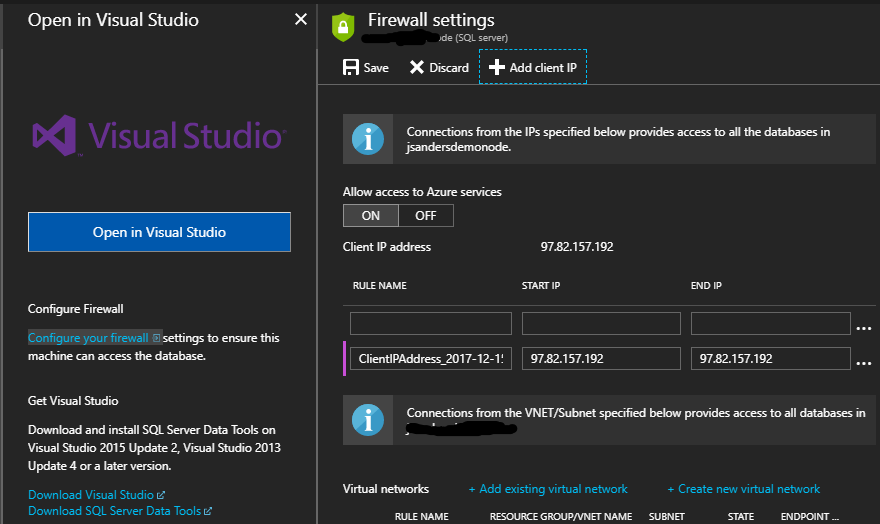 Open in Visual Studio
Visual Studio
Open in Visual Studio
Configure Firewall
Configure your firewall settings to ensure this
machine can access the database.
Get Visual Studio
Download and install SQL Server Data Tools on
Visual Studio 2015 Update 2, Visual Studio 2013
Update 4 or a later version.
Download Visual Studio
Download SQL Server Data Tools
Firewall settings
de (SQL server)
Save Discard Add client IP
Connections from the IPs specified below provides access to all the databases in
jsandersdemonode.
Allow access to Azure services
ON OFF
Client IP address 97.82.157.192
RULE NAME START IP END IP
...
ClientIPAddress_2017-12-15 97.82.157.192 97.82.157.192 ...
Connections from the VNET/Subnet specified below provides access to all databases in
Virtual networks + Add existing virtual network + Create new virtual network
RULE NAME RESOURCE GROUP/VNET NAME SUBNET STATE ENDPOINT ...